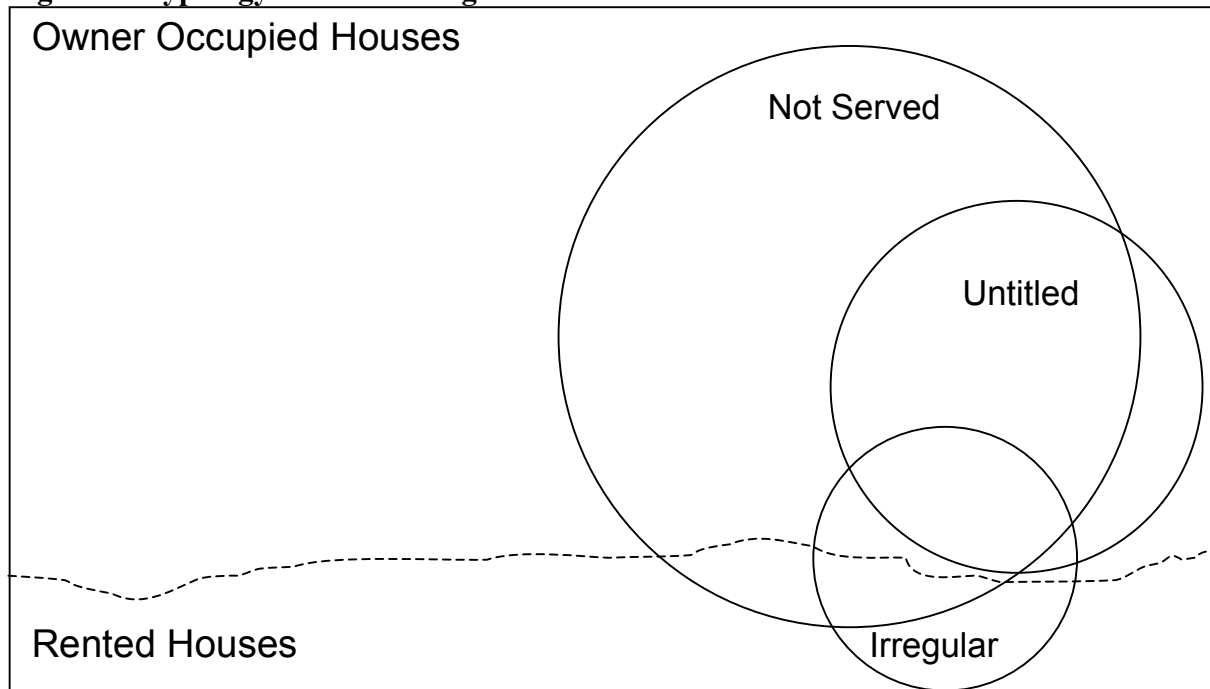 Owner Occupied Houses
Not Served
Untitled
Rented Houses
Irregular